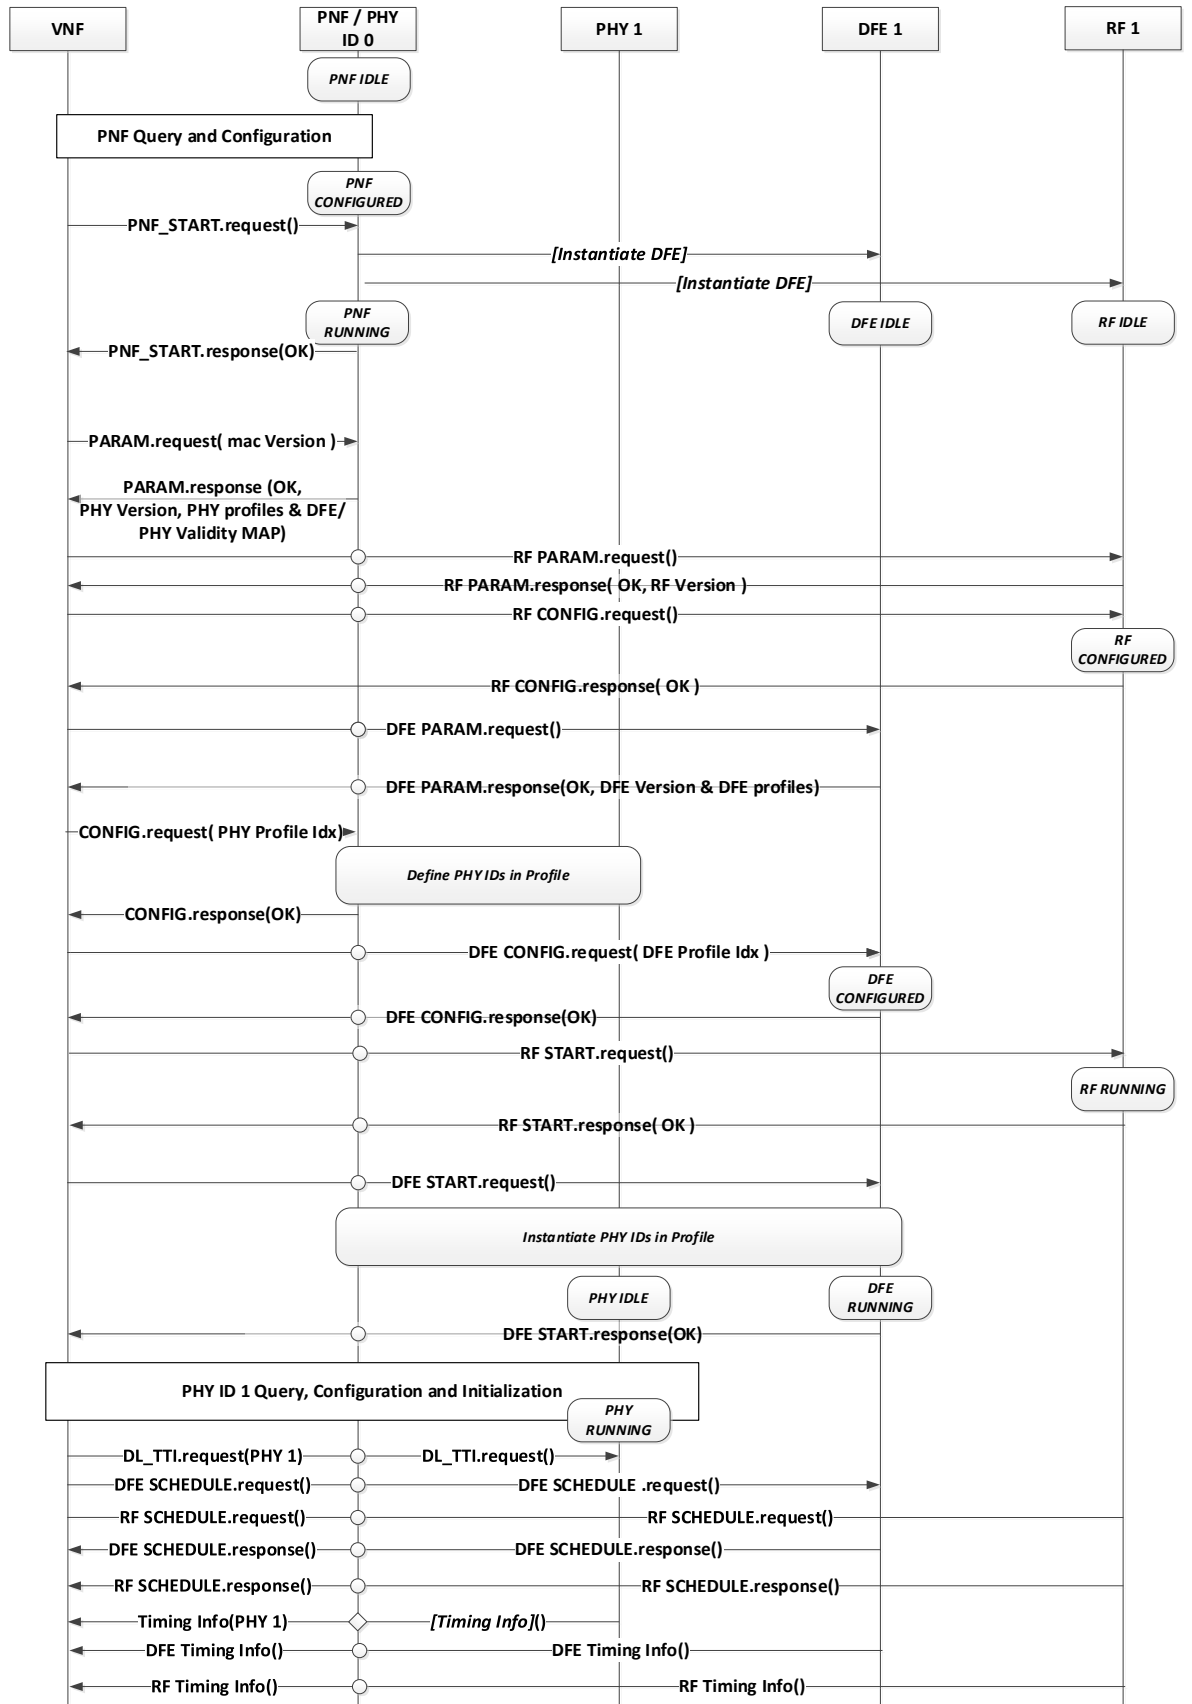 VNF
PNF / PHY
ID 0
PHY 1
DFE 1
RF 1
PNF IDLE
PNF Query and Configuration
PNF
CONFIGURED
PNF_START.request()
[Instantiate DFE]
[Instantiate DFE]
PNF
RUNNING
DFE IDLE
RF IDLE
PNF_START.response(OK)
PARAM.request( mac Version )
PARAM.response (OK,
PHY Version, PHY profiles & DFE/
PHY Validity MAP)
RF PARAM.request()
RF PARAM.response( OK, RF Version )
RF CONFIG.request()
RF
CONFIGURED
RF CONFIG.response( OK )
DFE PARAM.request()
DFE PARAM.response(OK, DFE Version & DFE profiles)
CONFIG.request( PHY Profile Idx)
Define PHY IDs in Profile
CONFIG.response(OK)
DFE CONFIG.request( DFE Profile Idx )
DFE
CONFIGURED
DFE CONFIG.response(OK)
RF START.request()
RF RUNNING
RF START.response( OK )
DFE START.request()
Instantiate PHY IDs in Profile
PHY IDLE
DFE
RUNNING
DFE START.response(OK)
PHY ID 1 Query, Configuration and Initialization
PHY
RUNNING
DL_TTI.request(PHY 1)
DL_TTI.request()
DFE SCHEDULE.request()
DFE SCHEDULE .request()
RF SCHEDULE.request()
RF SCHEDULE.request()
DFE SCHEDULE.response()
DFE SCHEDULE.response()
RF SCHEDULE.response()
RF SCHEDULE.response()
Timing Info(PHY 1)
[Timing Info]()
DFE Timing Info()
DFE Timing Info()
RF Timing Info()
RF Timing Info()